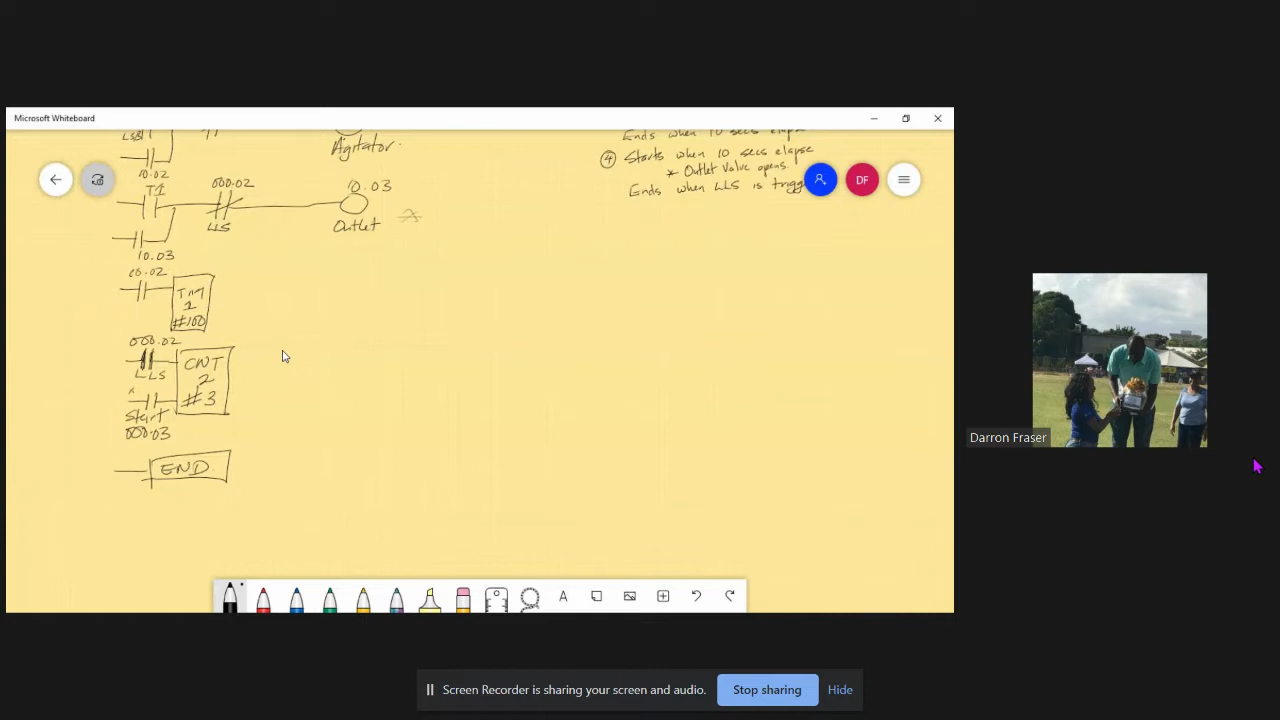 Microsoft Whiteboard
Agitator.
10.02
T1
000.02
10.03
LLS
Outlet
10.03
Ends when 10 secs elapse
④ Starts when 10 secs elapse
* Outlet Valve opens.
Ends when LLS is trigg
DF
10.02
1
#100
000.02
LLS
CNT
2
#3
Start
000.03
END
A
Darron Fraser
Screen Recorder is sharing your screen and audio.
Stop sharing
Hide